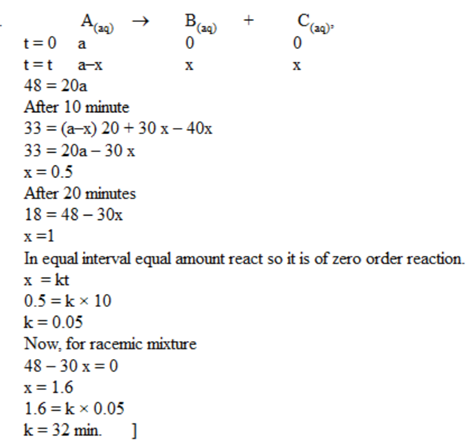 A(aq) → B(aq) + C(aq),
t = 0 a 0 0
t = t a–x x x
48 = 20a
After 10 minute
33 = (a–x) 20 + 30 x – 40x
33 = 20a – 30 x
x = 0.5
After 20 minutes
18 = 48 – 30x
x =1
In equal interval equal amount react so it is of zero order reaction.
x = kt
0.5 = k × 10
k = 0.05
Now, for racemic mixture
48 – 30 x = 0
x = 1.6
1.6 = k × 0.05
k = 32 min. ]